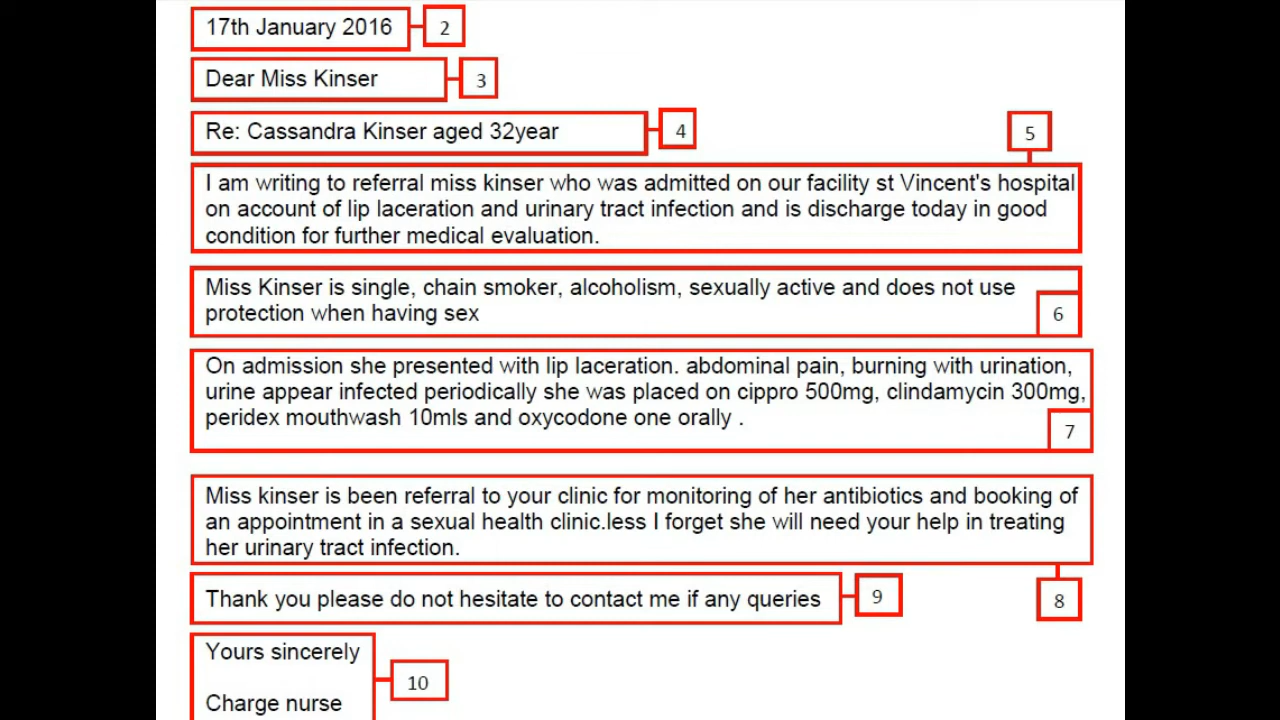 17th January 2016
2
Dear Miss Kinser
3
Re: Cassandra Kinser aged 32year
4
5
I am writing to referral miss kinser who was admitted on our facility st Vincent's hospital
on account of lip laceration and urinary tract infection and is discharge today in good
condition for further medical evaluation.
Miss Kinser is single, chain smoker, alcoholism, sexually active and does not use
protection when having sex
6
On admission she presented with lip laceration. abdominal pain, burning with urination,
urine appear infected periodically she was placed on cippro 500mg, clindamycin 300mg,
peridex mouthwash 10mls and oxycodone one orally .
7
Miss kinser is been referral to your clinic for monitoring of her antibiotics and booking of
an appointment in a sexual health clinic.less I forget she will need your help in treating
her urinary tract infection.
8
Thank you please do not hesitate to contact me if any queries
9
Yours sincerely
10
Charge nurse